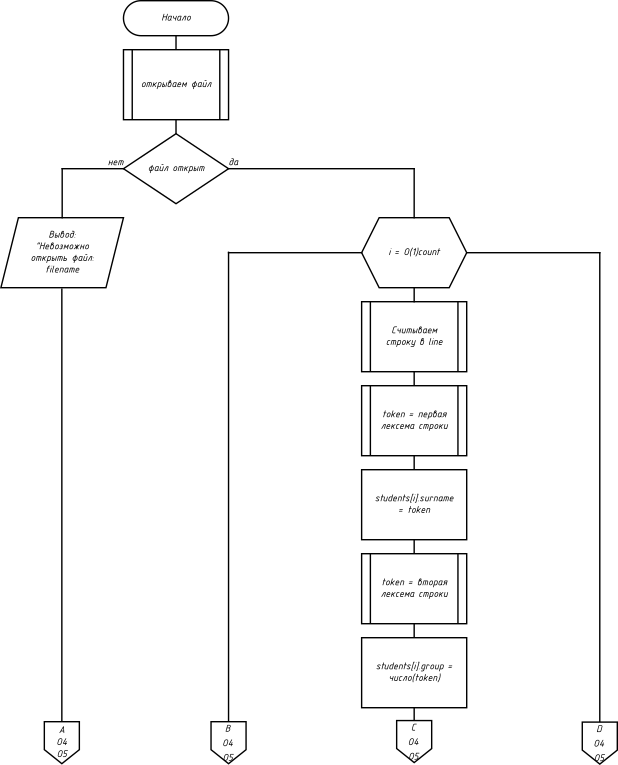 Начало
открываем файл
файл открыт
нет
да
Вывод:
"Невозможно
открыть файл:
filename
i = 0(1)count
Считываем
строку в line
token = первая
лексема строки
students[i].surname
= token
token = вторая
лексема строки
students[i].group =
число(token)
A
04
05
B
04
05
C
04
05
D
04
05